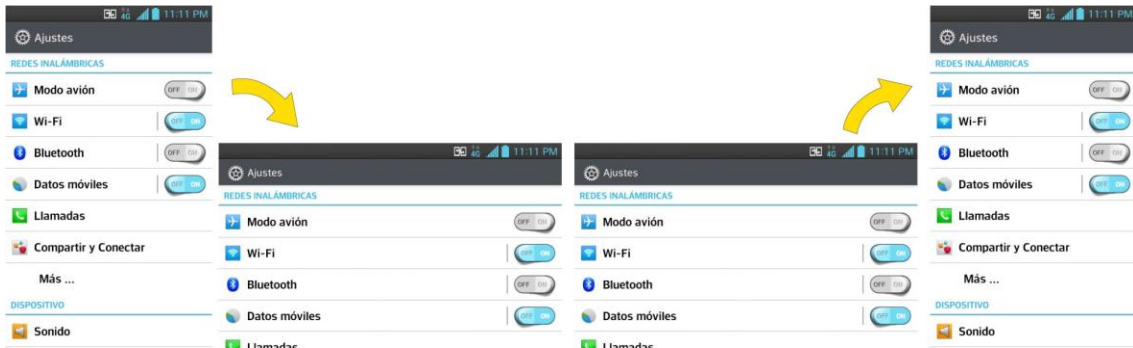 11:11 PM
Ajustes
REDES INALÁMBRICAS
Modo avión OFF ON
Wi-Fi OFF ON
Bluetooth OFF ON
Datos móviles OFF ON
Llamadas
Compartir y Conectar
Más ...
DISPOSITIVO
Sonido
4G 11:11 PM
Ajustes
REDES INALÁMBRICAS
Modo avión OFF ON
Wi-Fi OFF ON
Bluetooth OFF ON
Datos móviles OFF ON
Llamadas
4G 11:11 PM
Ajustes
REDES INALÁMBRICAS
Modo avión OFF ON
Wi-Fi OFF ON
Bluetooth OFF ON
Datos móviles OFF ON
Llamadas
4G 11:11 PM
Ajustes
REDES INALÁMBRICAS
Modo avión OFF ON
Wi-Fi OFF ON
Bluetooth OFF ON
Datos móviles OFF ON
Llamadas
Compartir y Conectar
Más ...
DISPOSITIVO
Sonido